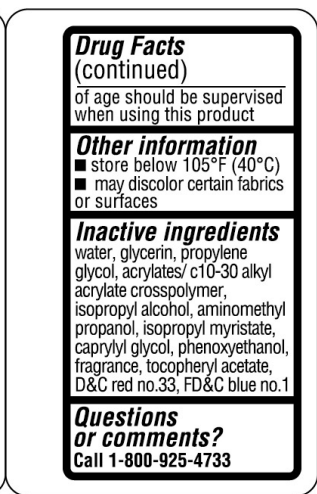 Drug Facts
(continued)
of age should be supervised
when using this product
Other information
■ store below 105°F (40°C)
■ may discolor certain fabrics
or surfaces
Inactive ingredients
water, glycerin, propylene
glycol, acrylates/ c10-30 alkyl
acrylate crosspolymer,
isopropyl alcohol, aminomethyl
propanol, isopropyl myristate,
caprylyl glycol, phenoxyethanol,
fragrance, tocopheryl acetate,
D&C red no.33, FD&C blue no.1
Questions
or comments?
Call 1-800-925-4733